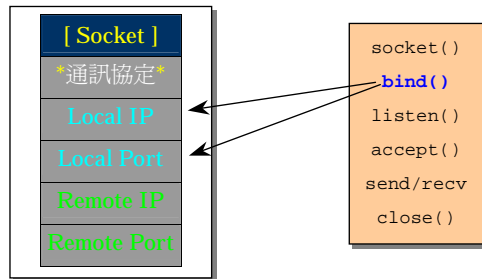 [ Socket ]
*通訊協定*
Local IP
Local Port
Remote IP
Remote Port
socket()
bind()
listen()
accept()
send/recv
close()